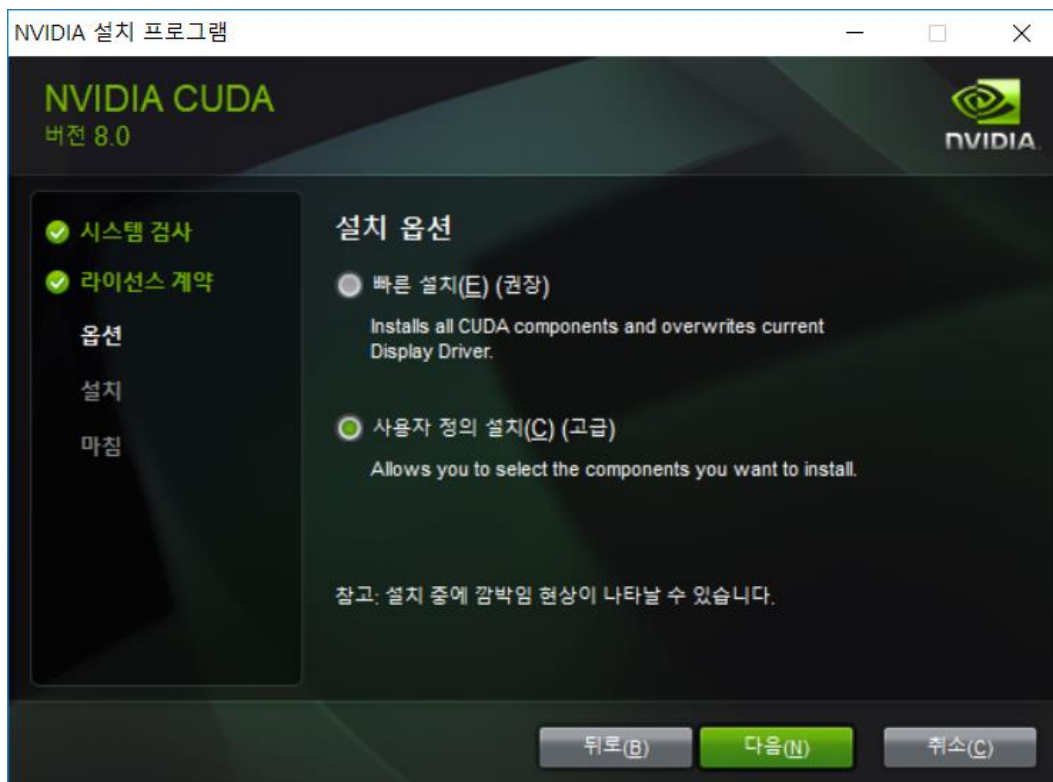 NVIDIA 설치 프로그램
NVIDIA CUDA
버전 8.0
NVIDIA.
시스템 검사
라이선스 계약
옵션
설치
마침
설치 옵션
빠른 설치(E) (권장)
Installs all CUDA components and overwrites current
Display Driver.
사용자 정의 설치(C) (고급)
Allows you to select the components you want to install.
참고: 설치 중에 깜박임 현상이 나타날 수 있습니다.
뒤로(B)
다음(N)
취소(C)